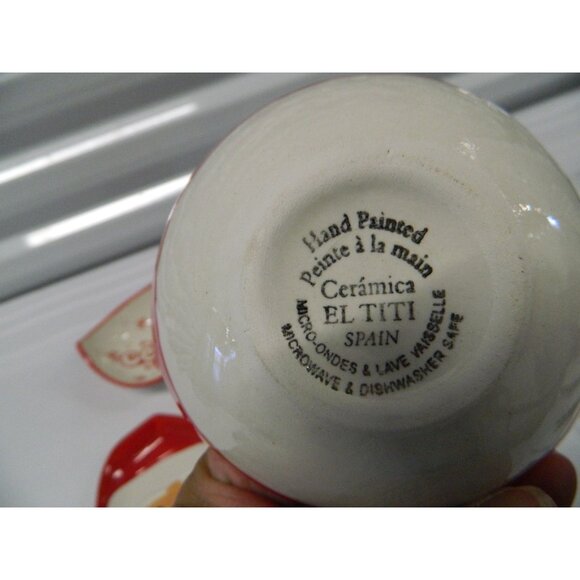 Hand Painted
Peinte à la main
Cerámica
EL TITI
SPAIN
MICRO-ONDES & LAVE VAISSELLE
MICROWAVE & DISHWASHER SAFE